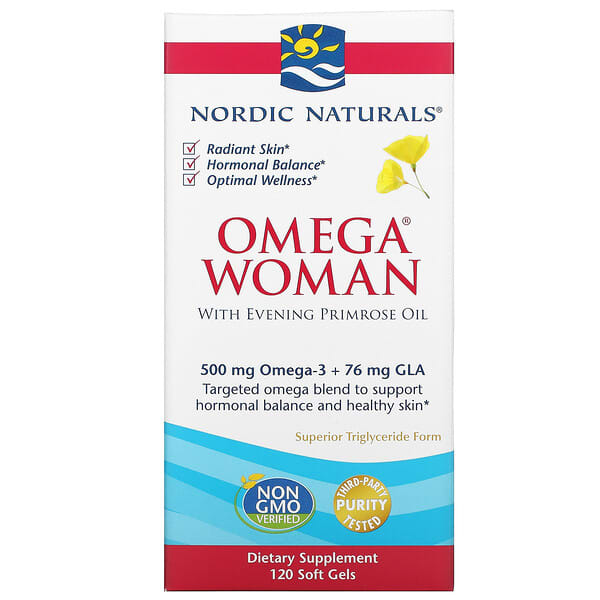 NORDIC NATURALS®
Radiant Skin*
Hormonal Balance*
Optimal Wellness*
OMEGA®
WOMAN
WITH EVENING PRIMROSE OIL
500 mg Omega-3 + 76 mg GLA
Targeted omega blend to support
hormonal balance and healthy skin*
Superior Triglyceride Form
NON
GMO
VERIFIED
THIRD-PARTY
PURITY
TESTED
Dietary Supplement
120 Soft Gels